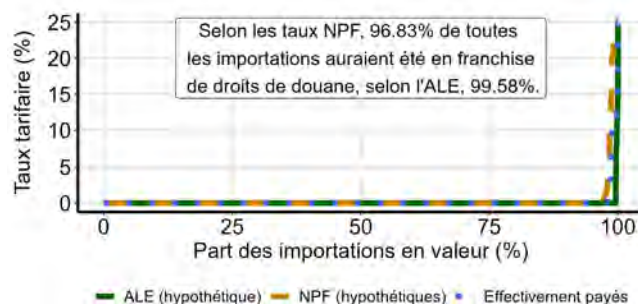 Selon les taux NPF, 96.83% de toutes
les importations auraient été en franchise
de droits de douane, selon l'ALE, 99.58%.
Taux tarifaire (%)
25
20
15
10
5
0
0 25 50 75 100
Part des importations en valeur (%)
ALE (hypothétique) NPF (hypothétiques) Effectivement payés